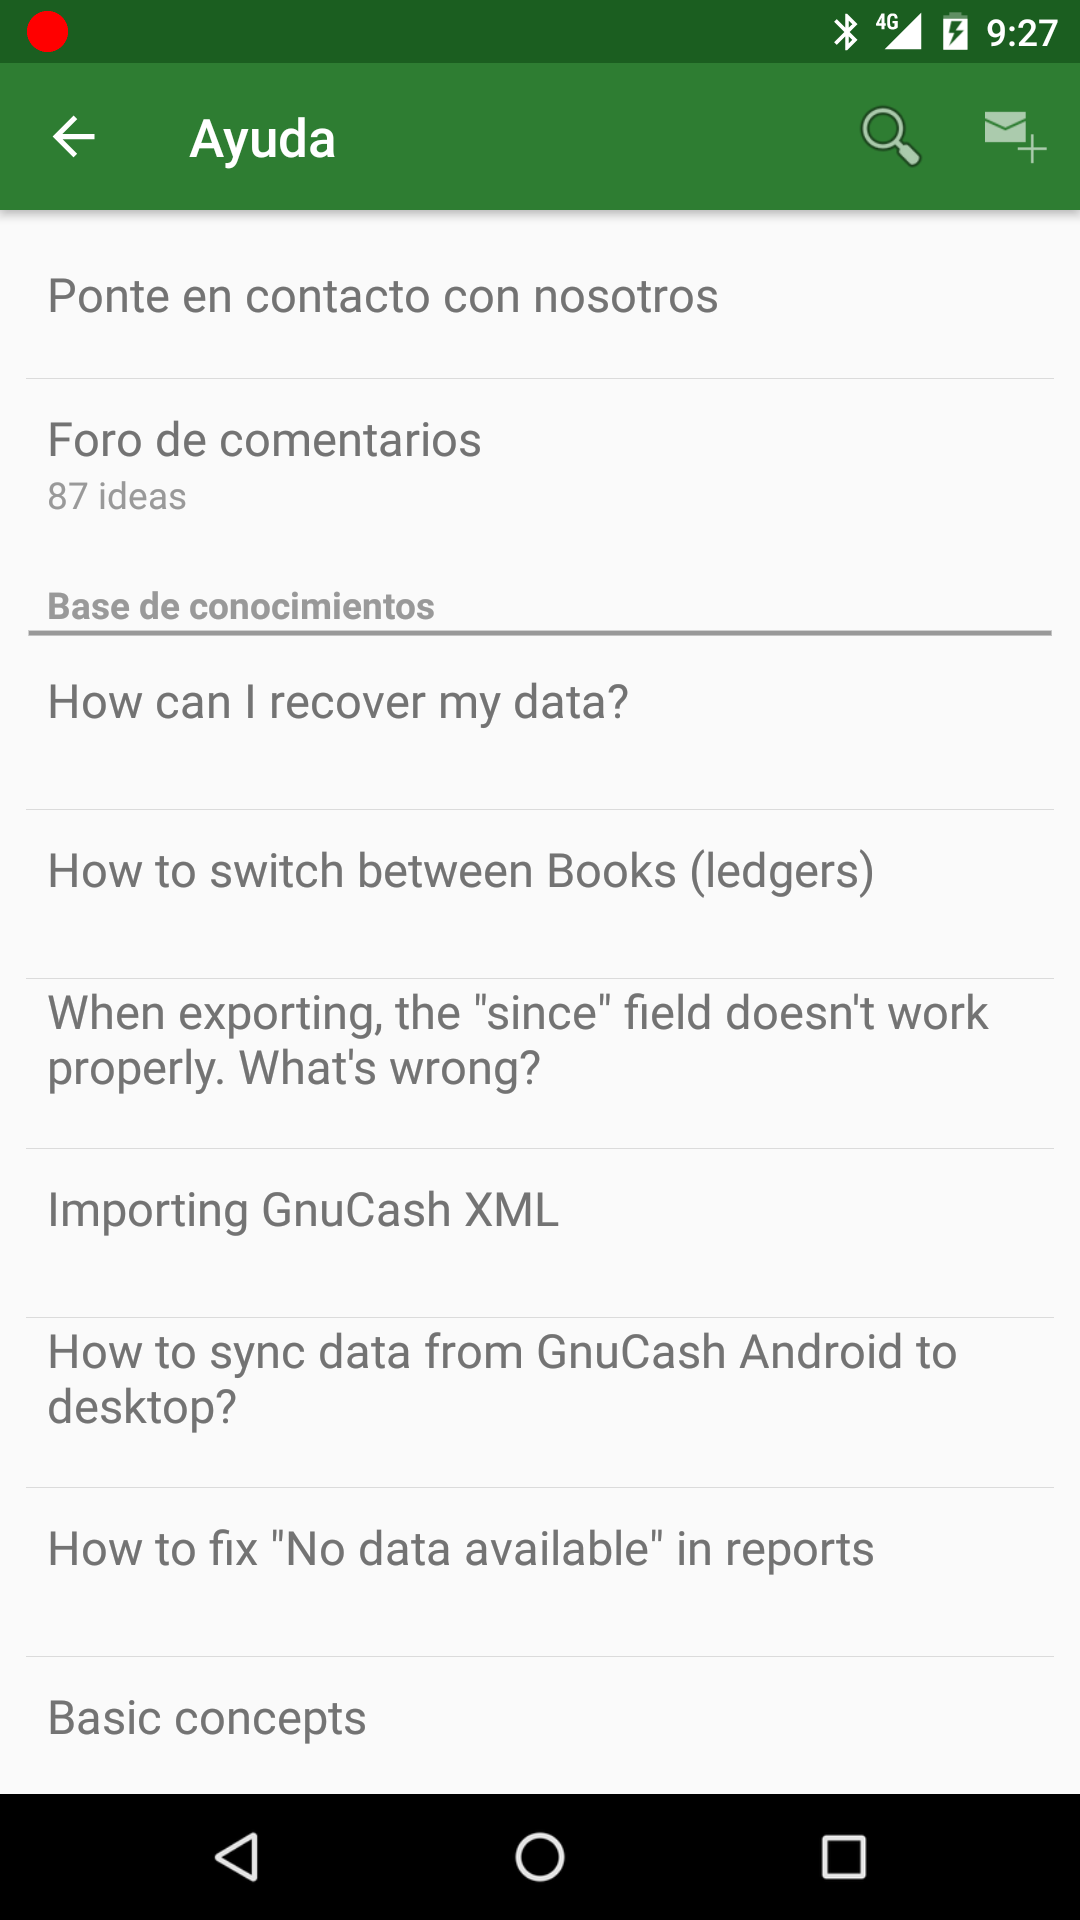 4G 9:27
Ayuda
Ponte en contacto con nosotros
Foro de comentarios
87 ideas
Base de conocimientos
How can I recover my data?
How to switch between Books (ledgers)
When exporting, the "since" field doesn't work
properly. What's wrong?
Importing GnuCash XML
How to sync data from GnuCash Android to
desktop?
How to fix "No data available" in reports
Basic concepts